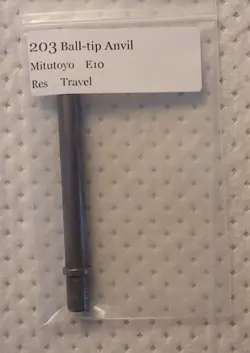 203 Ball-tip Anvil
Mitutoyo E10
Res Travel